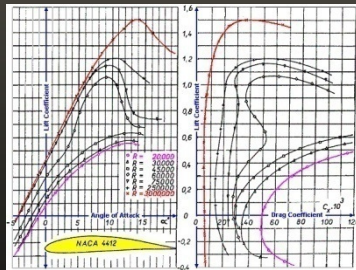 1,6
1,4
1,2
1,0
0,8
0,6
0,4
0,2
0
-0,2
-0,4
Lift Coefficient
Lift Coefficient
R = 20000
R = 30000
R = 45000
R = 60000
R = 75000
R = 250000
R = 3000000
-5
0
5
10
15
Angle of Attack
0
20
40
60
80
100
120
Drag Coefficient
NACA 4412